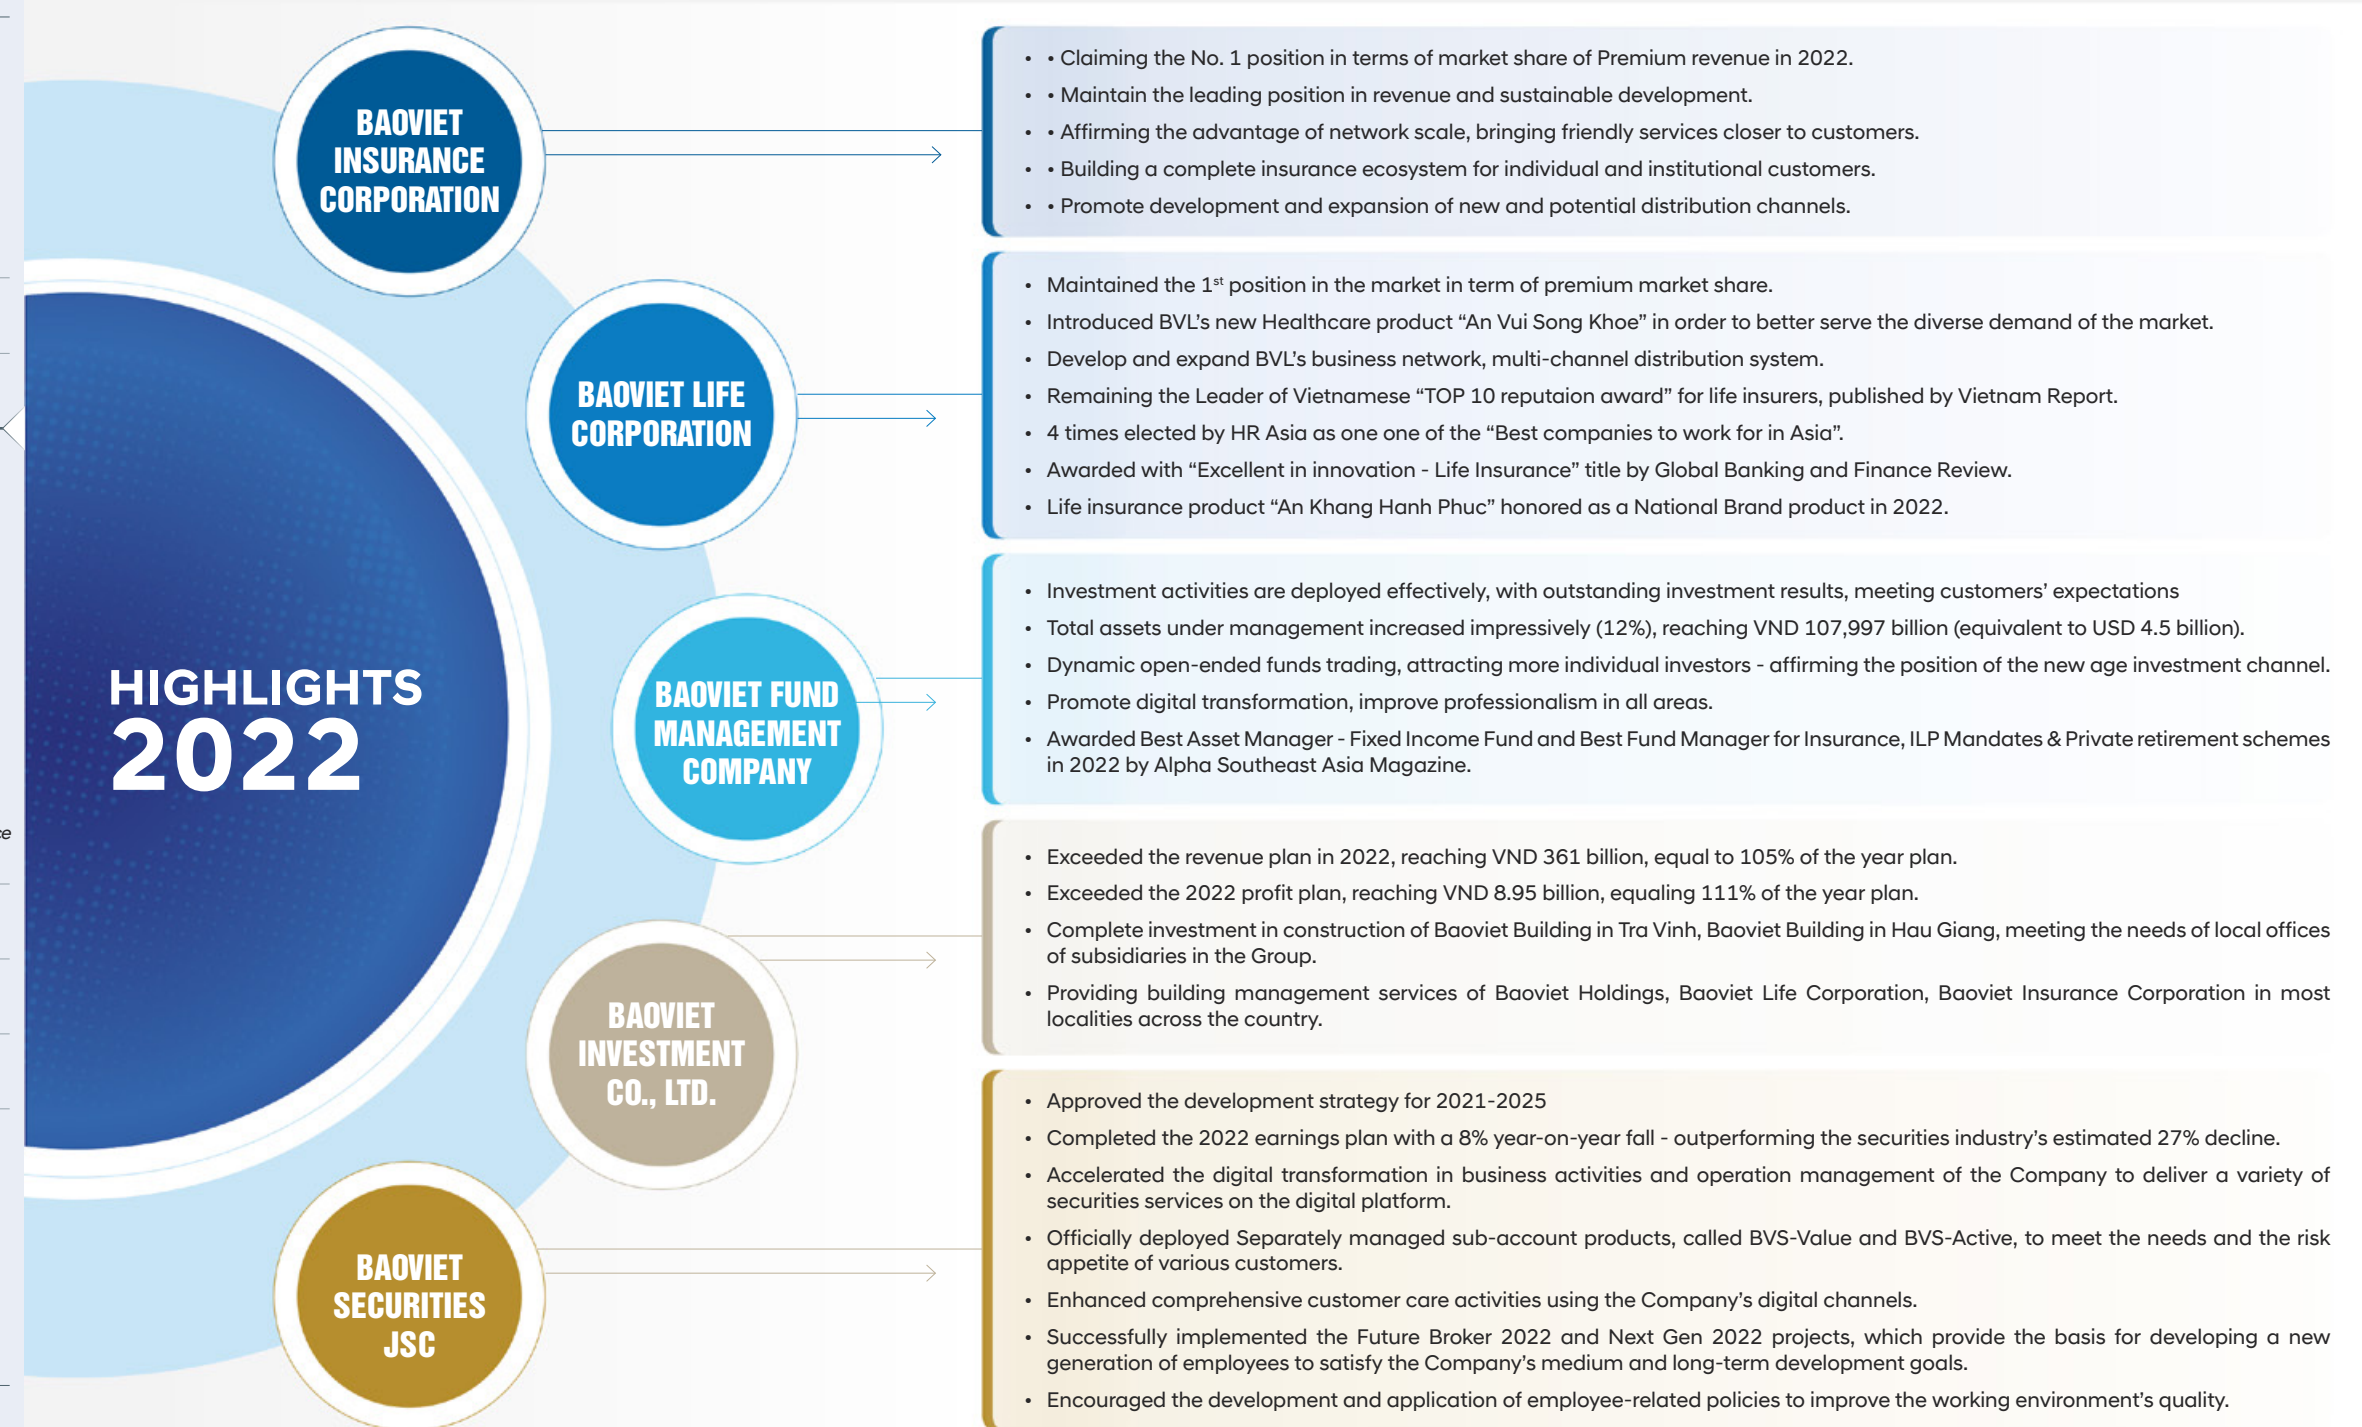 BAOVIET
INSURANCE
CORPORATION
• • Claiming the No. 1 position in terms of market share of Premium revenue in 2022.
• • Maintain the leading position in revenue and sustainable development.
• • Affirming the advantage of network scale, bringing friendly services closer to customers.
• • Building a complete insurance ecosystem for individual and institutional customers.
• • Promote development and expansion of new and potential distribution channels.
BAOVIET LIFE
CORPORATION
• Maintained the 1st position in the market in term of premium market share.
• Introduced BVL’s new Healthcare product “An Vui Song Khoe” in order to better serve the diverse demand of the market.
• Develop and expand BVL’s business network, multi-channel distribution system.
• Remaining the Leader of Vietnamese “TOP 10 reputaion award” for life insurers, published by Vietnam Report.
• 4 times elected by HR Asia as one one of the “Best companies to work for in Asia”.
• Awarded with “Excellent in innovation - Life Insurance” title by Global Banking and Finance Review.
• Life insurance product “An Khang Hanh Phuc” honored as a National Brand product in 2022.
HIGHLIGHTS
2022
BAOVIET FUND
MANAGEMENT
COMPANY
• Investment activities are deployed effectively, with outstanding investment results, meeting customers’ expectations
• Total assets under management increased impressively (12%), reaching VND 107,997 billion (equivalent to USD 4.5 billion).
• Dynamic open-ended funds trading, attracting more individual investors - affirming the position of the new age investment channel.
• Promote digital transformation, improve professionalism in all areas.
• Awarded Best Asset Manager - Fixed Income Fund and Best Fund Manager for Insurance, ILP Mandates & Private retirement schemes
in 2022 by Alpha Southeast Asia Magazine.
BAOVIET
INVESTMENT
CO., LTD.
• Exceeded the revenue plan in 2022, reaching VND 361 billion, equal to 105% of the year plan.
• Exceeded the 2022 profit plan, reaching VND 8.95 billion, equaling 111% of the year plan.
• Complete investment in construction of Baoviet Building in Tra Vinh, Baoviet Building in Hau Giang, meeting the needs of local offices
of subsidiaries in the Group.
• Providing building management services of Baoviet Holdings, Baoviet Life Corporation, Baoviet Insurance Corporation in most
localities across the country.
BAOVIET
SECURITIES
JSC
• Approved the development strategy for 2021-2025
• Completed the 2022 earnings plan with a 8% year-on-year fall - outperforming the securities industry’s estimated 27% decline.
• Accelerated the digital transformation in business activities and operation management of the Company to deliver a variety of
securities services on the digital platform.
• Officially deployed Separately managed sub-account products, called BVS-Value and BVS-Active, to meet the needs and the risk
appetite of various customers.
• Enhanced comprehensive customer care activities using the Company’s digital channels.
• Successfully implemented the Future Broker 2022 and Next Gen 2022 projects, which provide the basis for developing a new
generation of employees to satisfy the Company’s medium and long-term development goals.
• Encouraged the development and application of employee-related policies to improve the working environment’s quality.